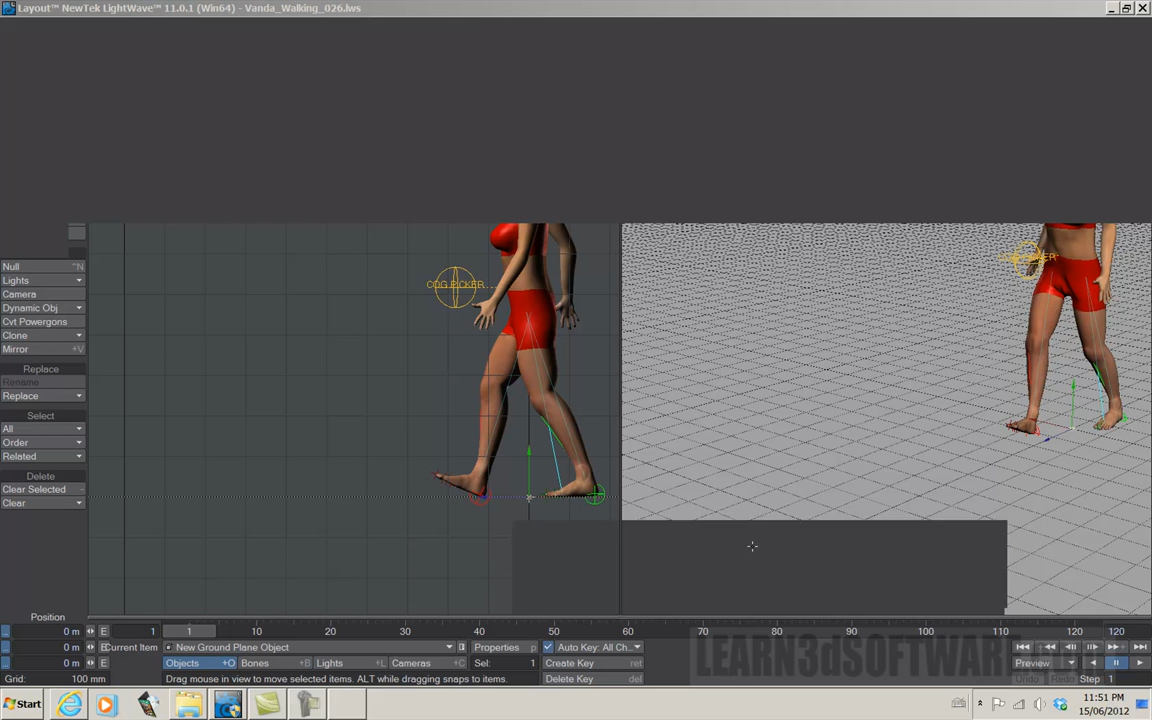 Layout™ NewTek LightWave™ 11.0.1 (Win64) - Vanda_Walking_026.lws
Null ^N
Lights
Camera
Dynamic Obj
Cvt Powergons
Clone
Mirror +V
Replace
Rename
Replace
Select
All
Order
Related
Delete
Clear Selected -
Clear
COG PICKER
Position
0 m E 1 1 10 20 30 40 50 60 70 80 90 100 110 120 120
0 m Current Item New Ground Plane Object Properties p Auto Key: All Ch...
0 m E Objects +O Bones +B Lights +L Cameras +C Sel: 1 Create Key ret Preview
Grid: 100 mm Drag mouse in view to move selected items. ALT while dragging snaps to items. Delete Key del Undo Step 1
LEARN3dSOFTWARE
Start
11:51 PM
15/06/2012